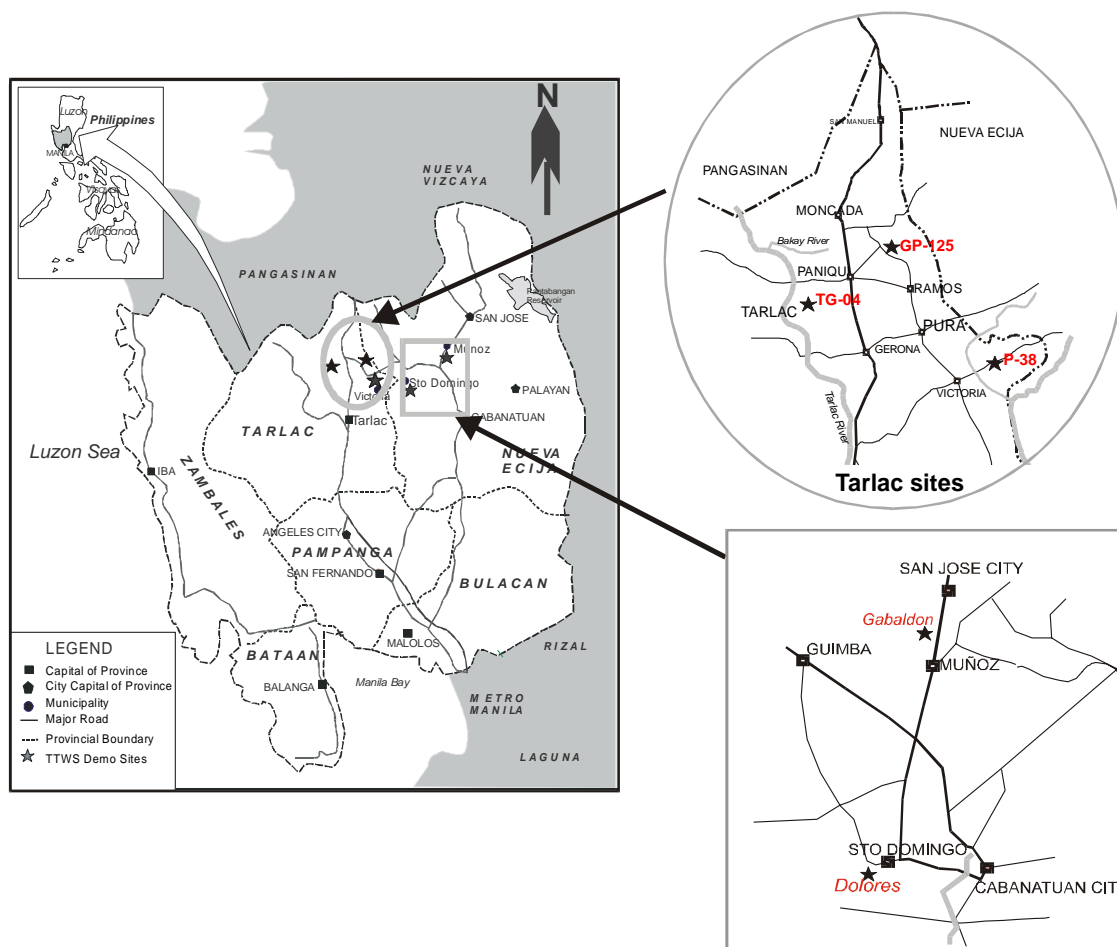 Luzon
Philippines
MANILA
Visayas
Mindanao
N
NUEVA
VIZCAYA
PANGASINAN
Pantabangan
Reservoir
SAN JOSE
Muñoz
Sto Domingo
PALAYAN
Victoria
CABANATUAN
Tarlac
TARLAC
Luzon Sea
NUEVA
ECIJA
IBA
ZAMBALES
ANGELES CITY
PAMPANGA
SAN FERNANDO
BULACAN
MALOLOS
RIZAL
BATAAN
Manila Bay
BALANGA
METRO
MANILA
LAGUNA
LEGEND
Capital of Province
City Capital of Province
Municipality
Major Road
Provincial Boundary
TTWS Demo Sites
SAN MANUEL
NUEVA ECIJA
PANGASINAN
MONCADA
Bakay River
GP-125
PANIQUI
RAMOS
TG-04
TARLAC
PURA
GERONA
P-38
VICTORIA
Tarlac River
Tarlac sites
SAN JOSE CITY
Gabaldon
GUIMBA
MUÑOZ
STO DOMINGO
Dolores
CABANATUAN CIT